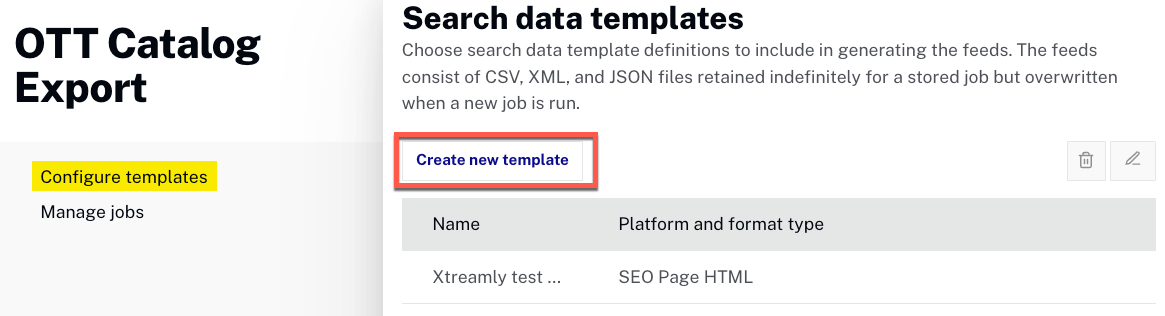 OTT Catalog
Export
Configure templates
Manage jobs
Search data templates
Choose search data template definitions to include in generating the feeds. The feeds
consist of CSV, XML, and JSON files retained indefinitely for a stored job but overwritten
when a new job is run.
Create new template
Name Platform and format type
Xtreamly test ... SEO Page HTML